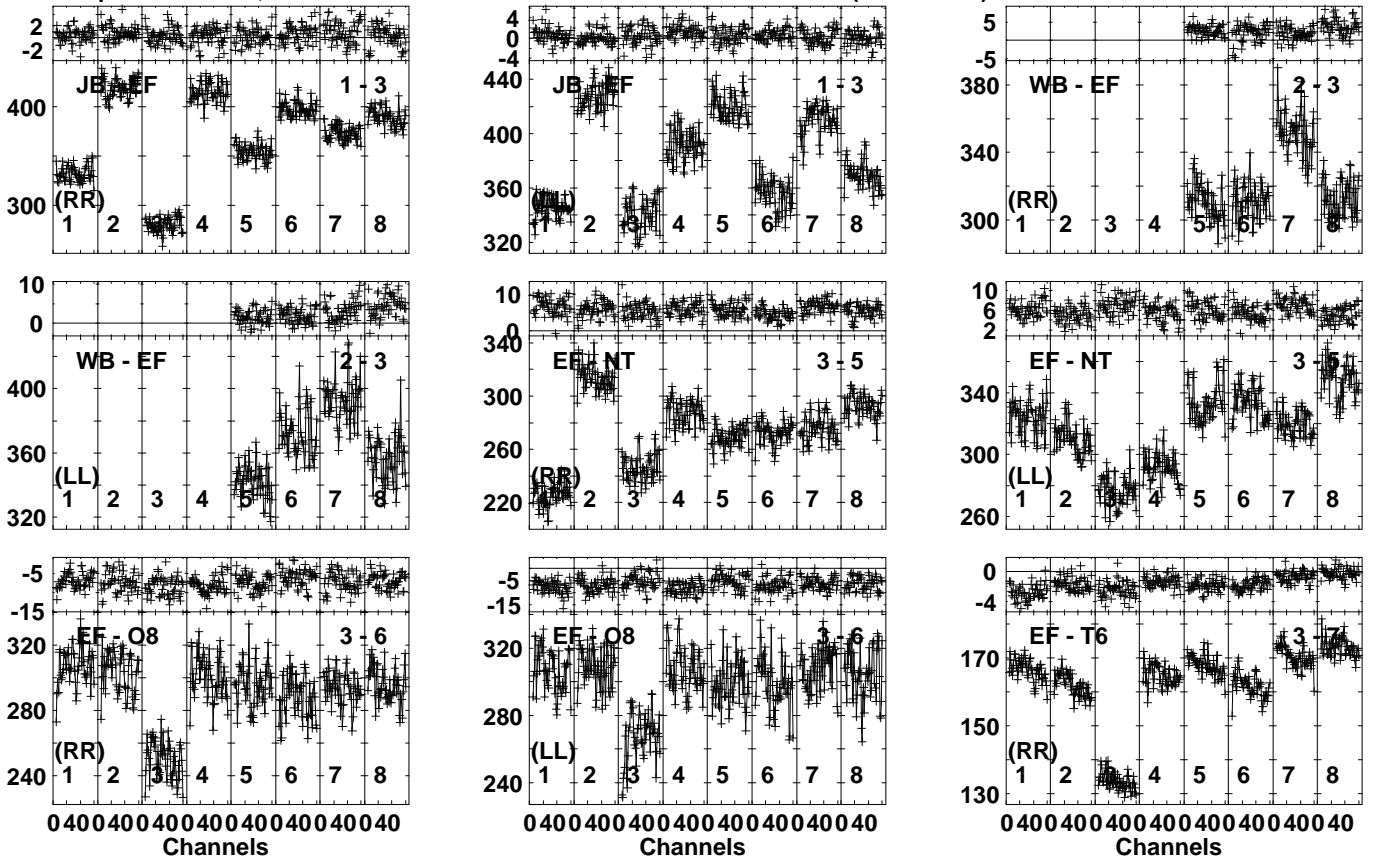 2
-2
JB - EF 1 - 3
400
300
(RR)
1 2 3 4 5 6 7 8
4
0
-4
440
JB - EF 1 - 3
400
360
320
(LL)
1 2 3 4 5 6 7 8
5
-5
380
WB - EF 2 - 3
340
300
(RR)
1 2 3 4 5 6 7 8
10
0
WB - EF 2 - 3
400
360
320
(LL)
1 2 3 4 5 6 7 8
10
0
340
EF - NT 3 - 5
300
260
220
(RR)
1 2 3 4 5 6 7 8
10
6
2
EF - NT 3 - 5
340
300
260
(LL)
1 2 3 4 5 6 7 8
-5
-15
EF - O8 3 - 6
320
280
240
(RR)
1 2 3 4 5 6 7 8
0 40 0 40 0 40 0 40 0 40 0 40 0 40 0 40
Channels
-5
-15
EF - O8 3 - 6
320
280
240
(LL)
1 2 3 4 5 6 7 8
0 40 0 40 0 40 0 40 0 40 0 40 0 40 0 40
Channels
0
-4
EF - T6 3 - 7
170
150
130
(RR)
1 2 3 4 5 6 7 8
0 40 0 40 0 40 0 40 0 40 0 40 0 40 0 40
Channels